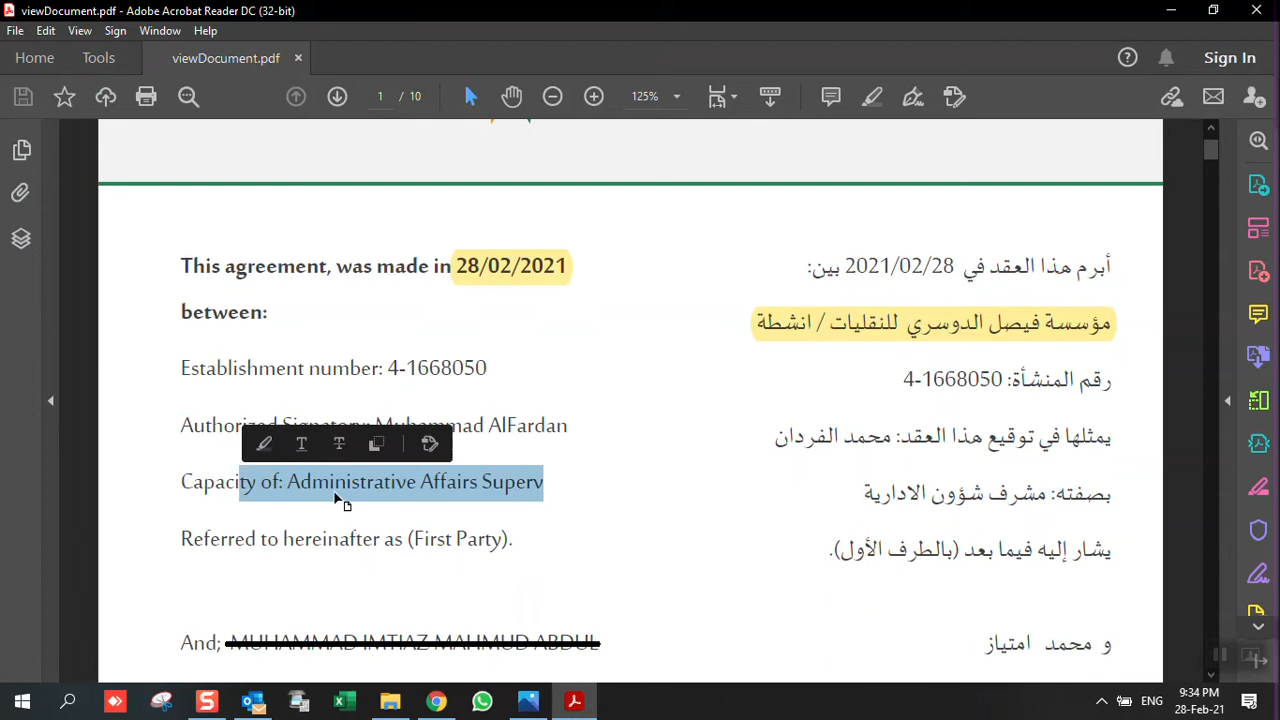 viewDocument.pdf - Adobe Acrobat Reader DC (32-bit)
File Edit View Sign Window Help
Home Tools viewDocument.pdf × Sign In
1 / 10 125%
This agreement, was made in 28/02/2021
between:
Establishment number: 4-1668050
Authorized Signatory: Muhammad AlFardan
Capacity of: Administrative Affairs Superv
Referred to hereinafter as (First Party).
And; MUHAMMAD IMTIAZ MAHMUD ABDUL
أبرم هذا العقد في 2021/02/28 بين:
مؤسسة فيصل الدوسري للنقليات / انشطة
رقم المنشأة: 1668050-4
يمثلها في توقيع هذا العقد: محمد الفردان
بصفته: مشرف شؤون الادارية
يشار إليه فيما بعد (بالطرف الأول).
و محمد امتياز
ENG
9:34 PM
28-Feb-21